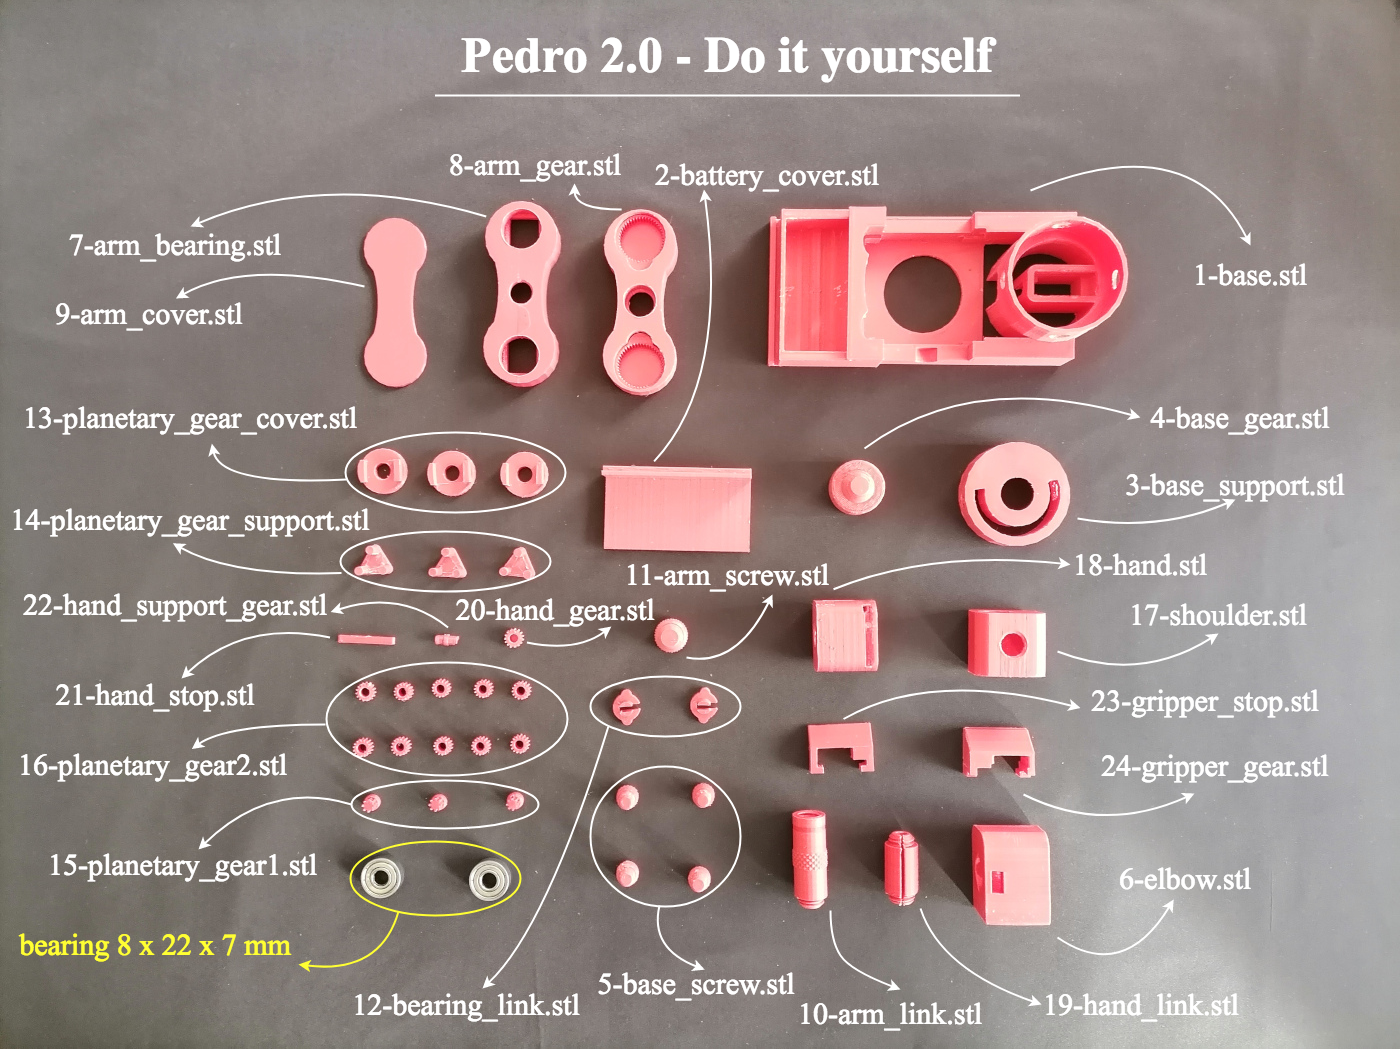 Pedro 2.0 - Do it yourself
8-arm_gear.stl
2-battery_cover.stl
7-arm_bearing.stl
1-base.stl
9-arm_cover.stl
13-planetary_gear_cover.stl
4-base_gear.stl
3-base_support.stl
14-planetary_gear_support.stl
11-arm_screw.stl
18-hand.stl
22-hand_support_gear.stl
20-hand_gear.stl
17-shoulder.stl
21-hand_stop.stl
23-gripper_stop.stl
16-planetary_gear2.stl
24-gripper_gear.stl
15-planetary_gear1.stl
6-elbow.stl
bearing 8 x 22 x 7 mm
12-bearing_link.stl
5-base_screw.stl
10-arm_link.stl
19-hand_link.stl